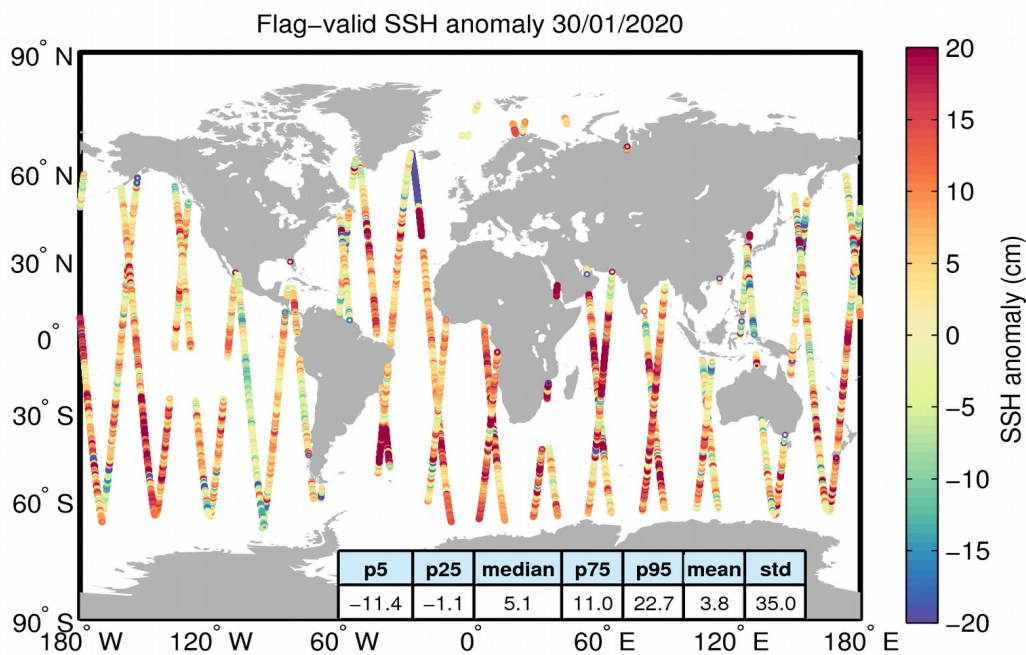 Flag−valid SSH anomaly 30/01/2020
90° N
60° N
30° N
0°
30° S
60° S
90° S
180° W
120° W
60° W
0°
60° E
120° E
180° E
p5 p25 median p75 p95 mean std
−11.4 −1.1 5.1 11.0 22.7 3.8 35.0
20
15
10
5
0
−5
−10
−15
−20
SSH anomaly (cm)